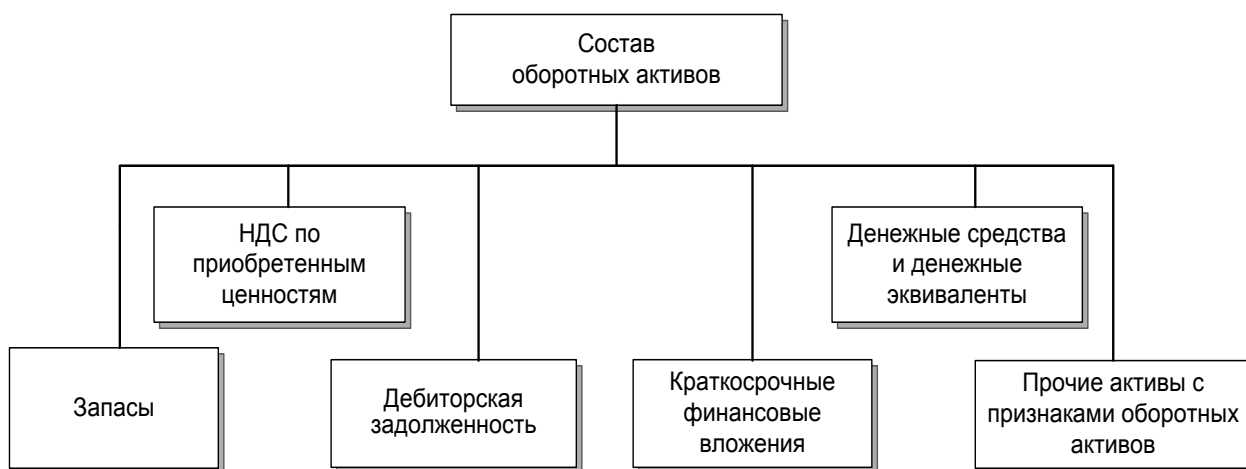 Состав
оборотных активов
НДС по
приобретенным
ценностям
Денежные средства
и денежные
эквиваленты
Запасы
Дебиторская
задолженность
Краткосрочные
финансовые
вложения
Прочие активы с
признаками оборотных
активов